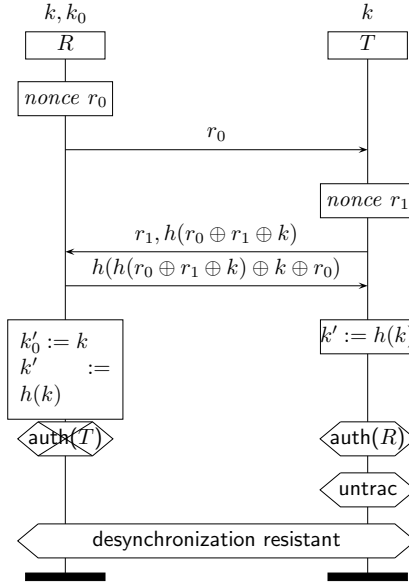 k, k₀ k
R T
nonce r₀
r₀
nonce r₁
r₁, h(r₀ ⊕ r₁ ⊕ k)
h(h(r₀ ⊕ r₁ ⊕ k) ⊕ k ⊕ r₀)
k′₀ := k
k′ :=
h(k)
k′ := h(k)
auth(T) auth(R)
untrac
desynchronization resistant